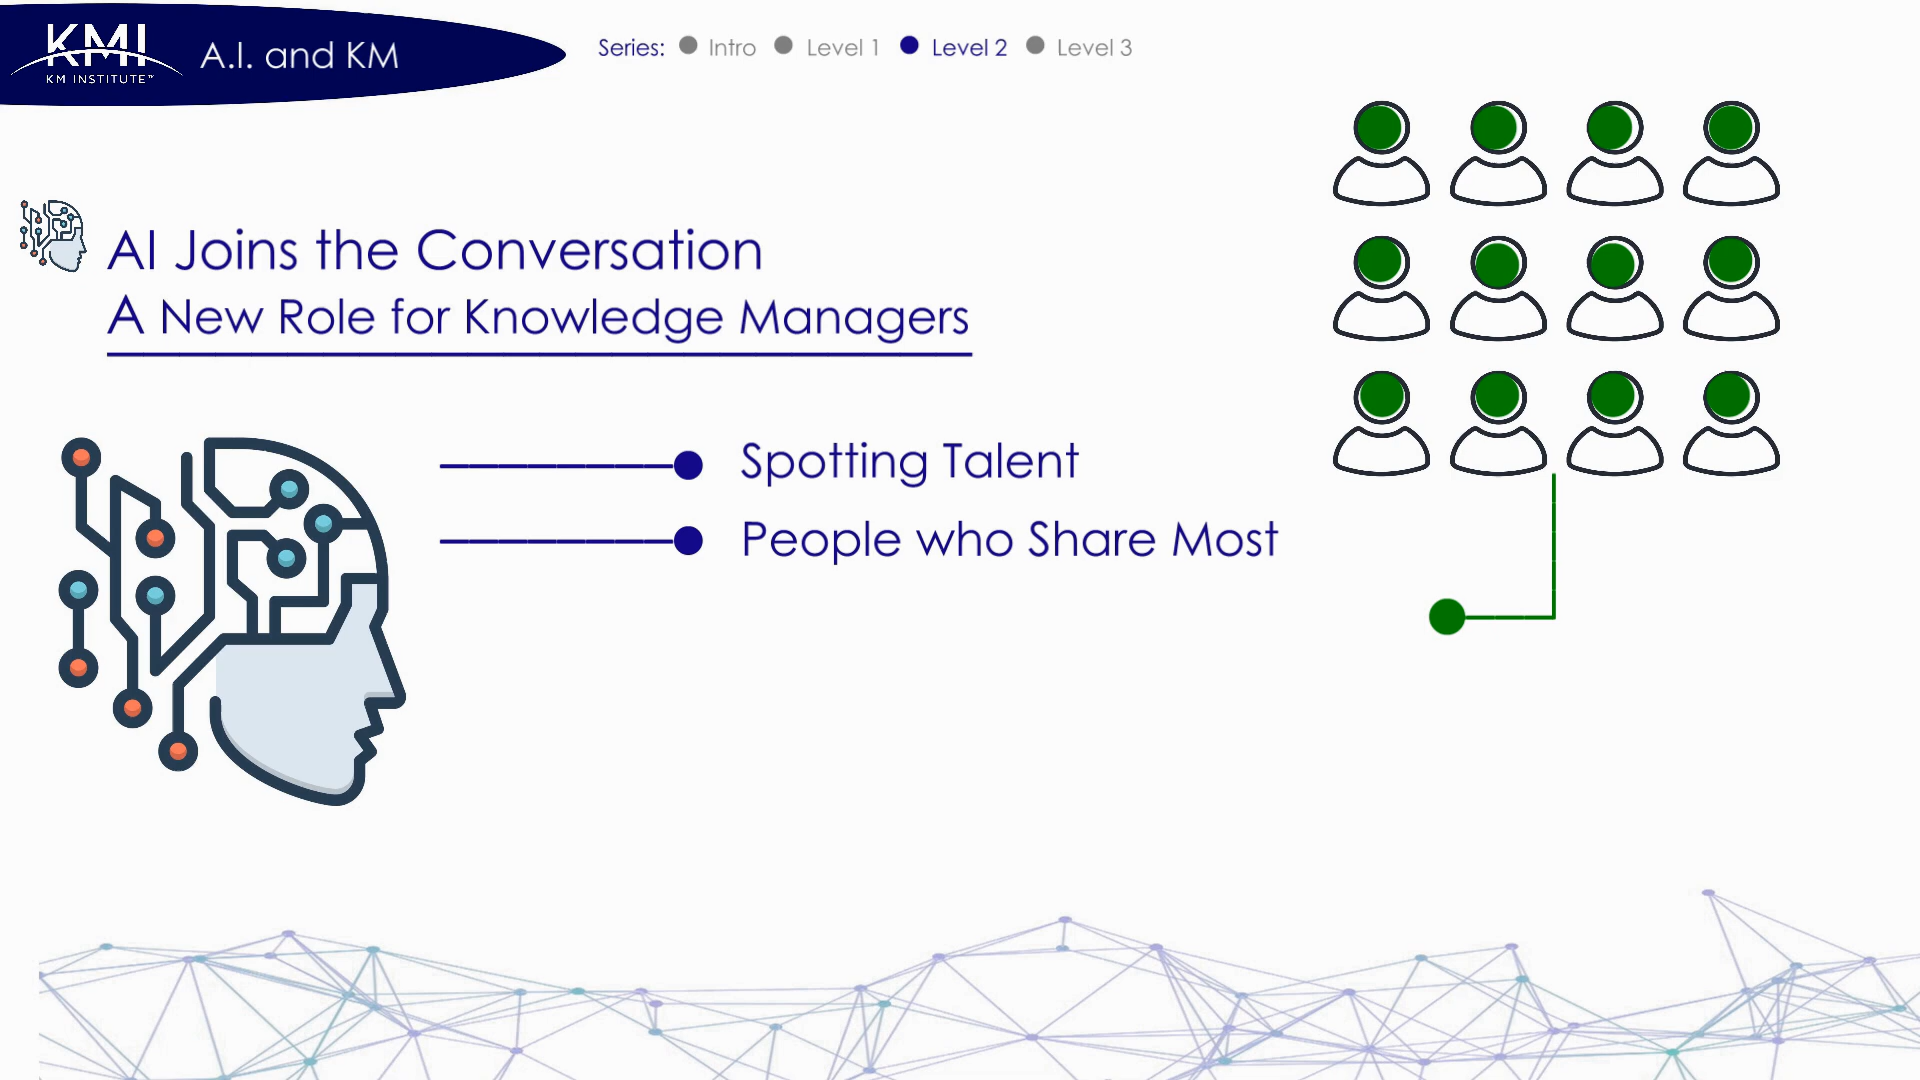 KMI
KM INSTITUTE™
A.I. and KM
Series: Intro Level 1 Level 2 Level 3
AI Joins the Conversation
A New Role for Knowledge Managers
Spotting Talent
People who Share Most